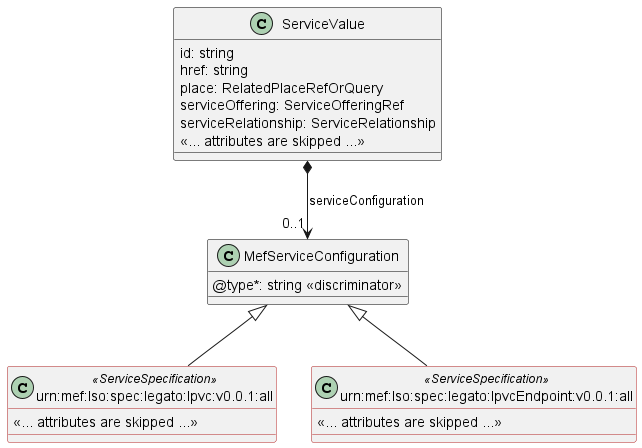 C ServiceValue
id: string
href: string
place: RelatedPlaceRefOrQuery
serviceOffering: ServiceOfferingRef
serviceRelationship: ServiceRelationship
«... attributes are skipped ...»
serviceConfiguration
0..1
C MefServiceConfiguration
@type*: string «discriminator»
«ServiceSpecification»
C urn:mef:lso:spec:legato:Ipvc:v0.0.1:all
«... attributes are skipped ...»
«ServiceSpecification»
C urn:mef:lso:spec:legato:IpvcEndpoint:v0.0.1:all
«... attributes are skipped ...»